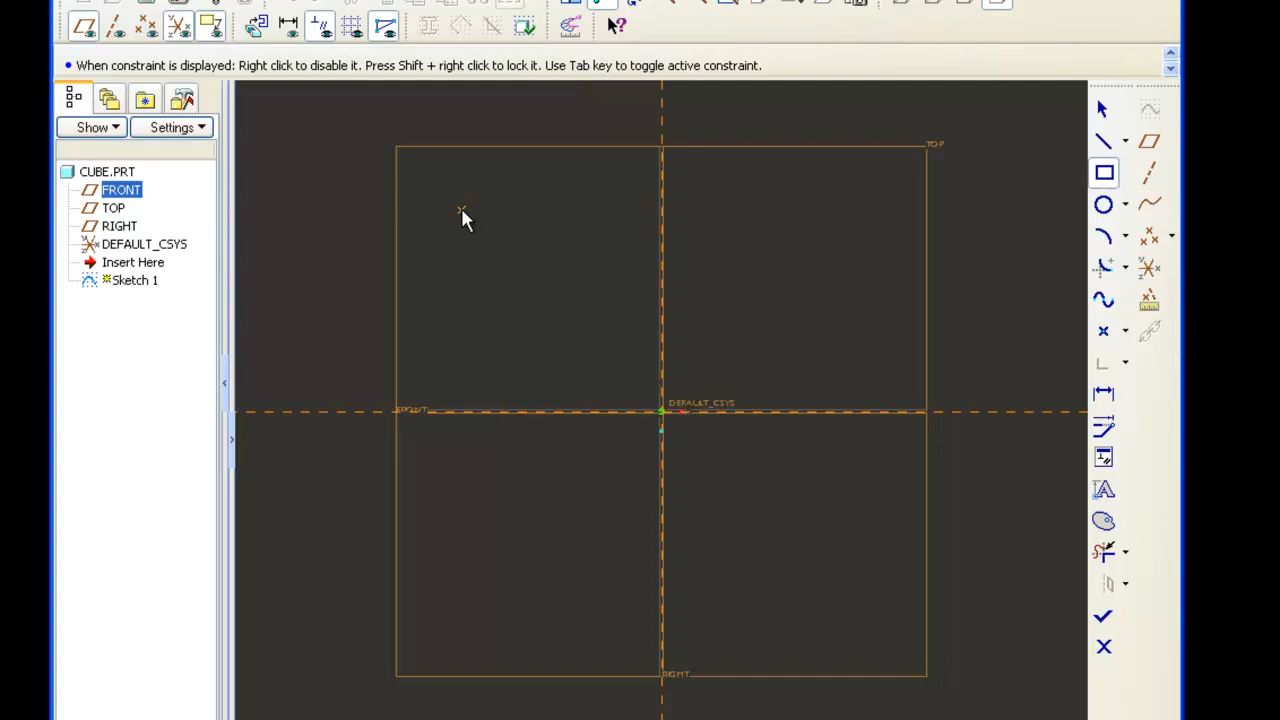 When constraint is displayed: Right click to disable it. Press Shift + right click to lock it. Use Tab key to toggle active constraint.
Show
Settings
CUBE.PRT
FRONT
TOP
RIGHT
DEFAULT_CSYS
Insert Here
Sketch 1
TOP
DEFAULT_CSYS
FRONT
RIGHT